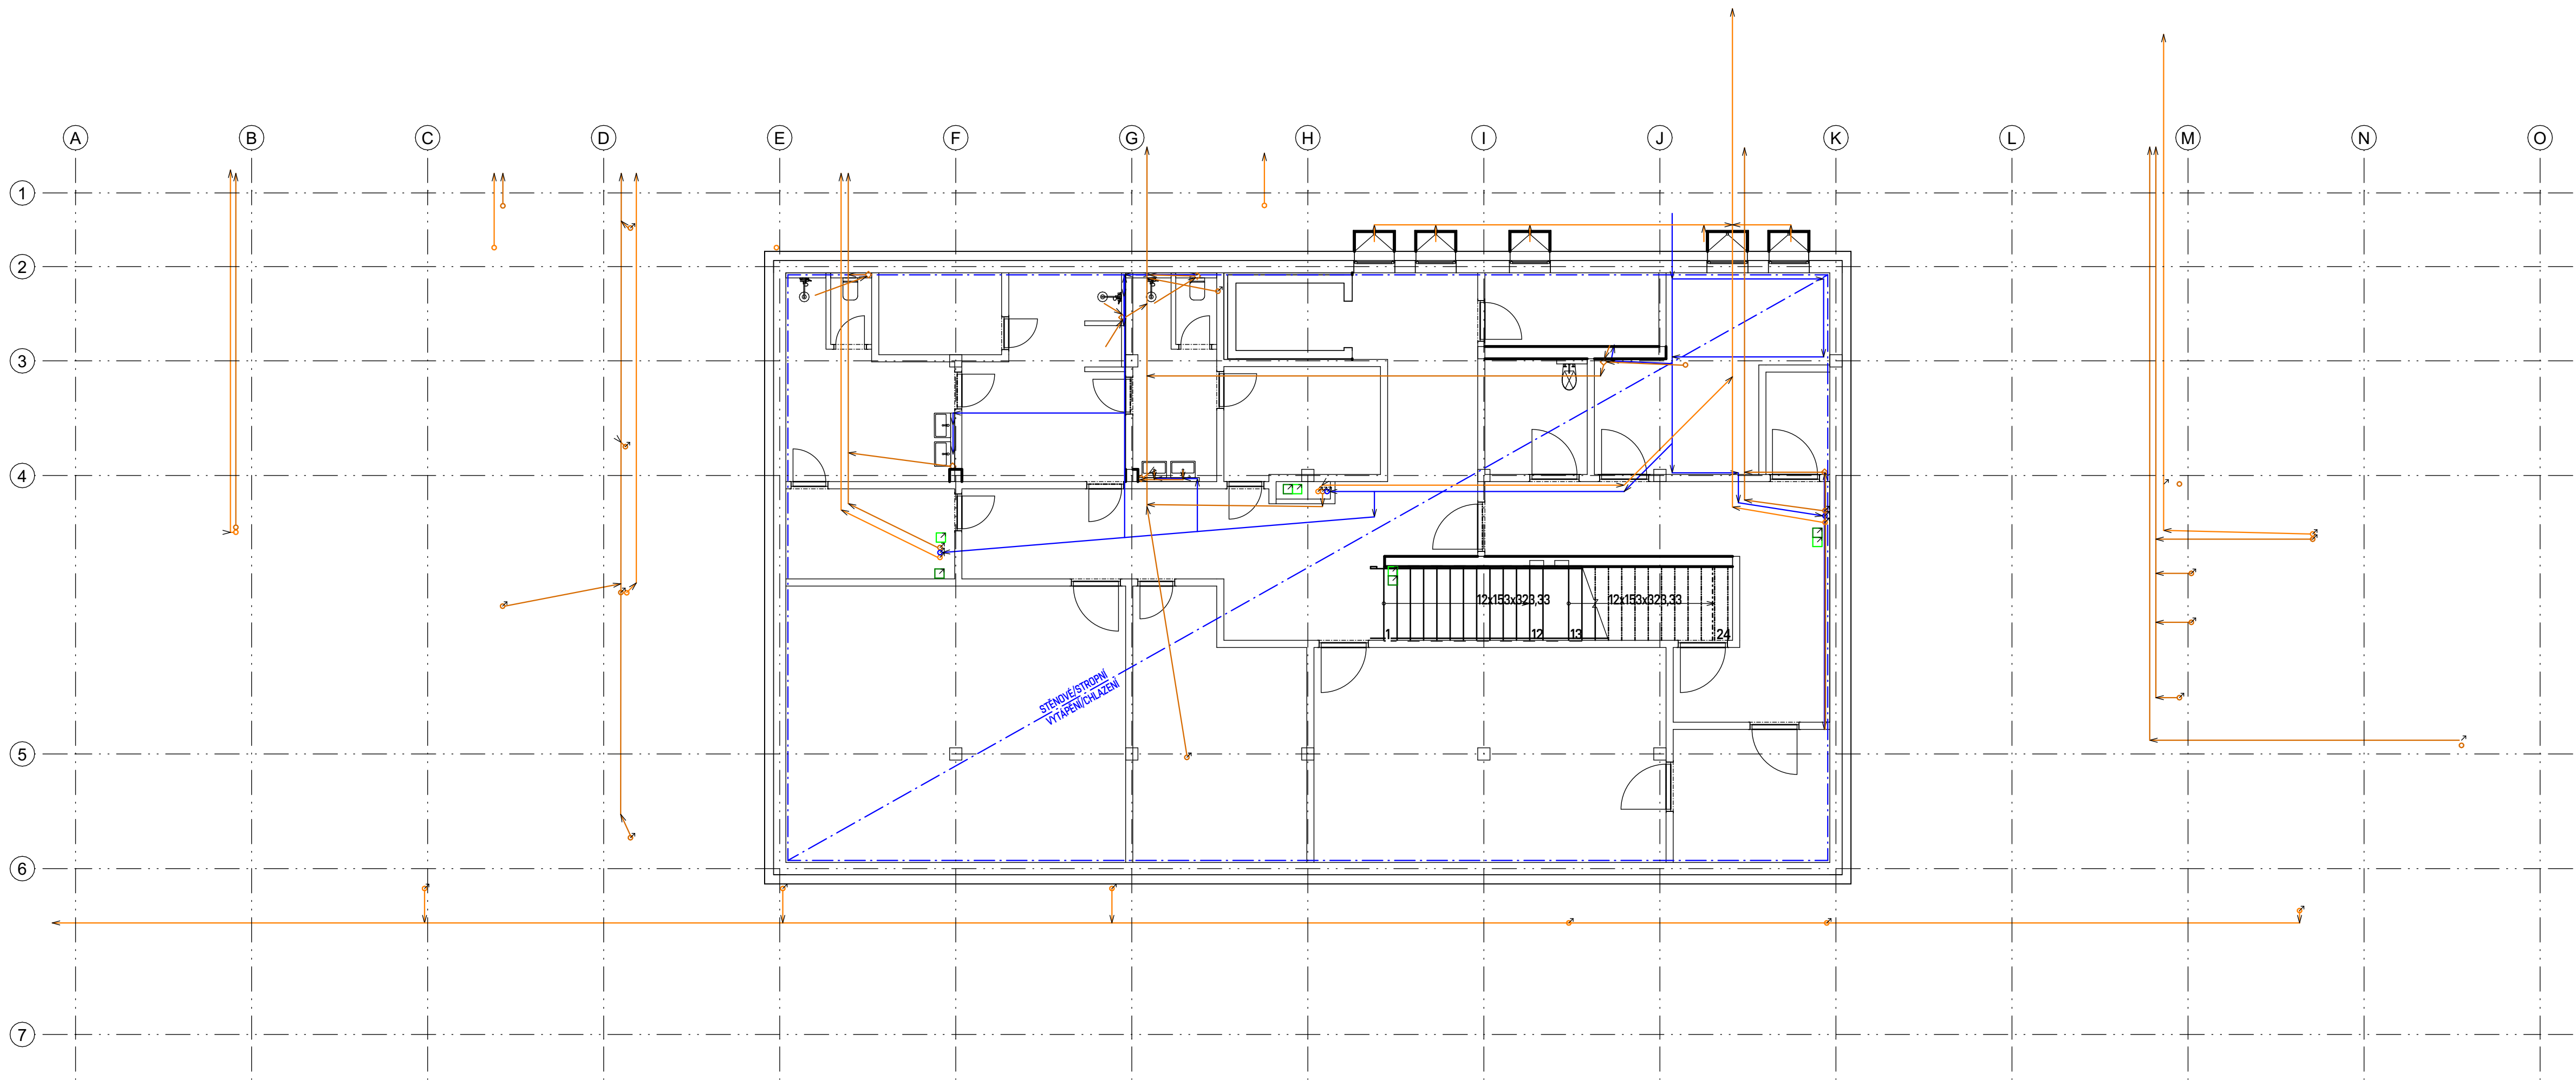 A B C D E F G H I J K L M N O
1
2
3
4
12x153x323,33 12x153x323,33
1 12 13 24
STĚNOVÉ/STROPNÍ
VYTÁPĚNÍ/CHLAZENÍ
5
6
7